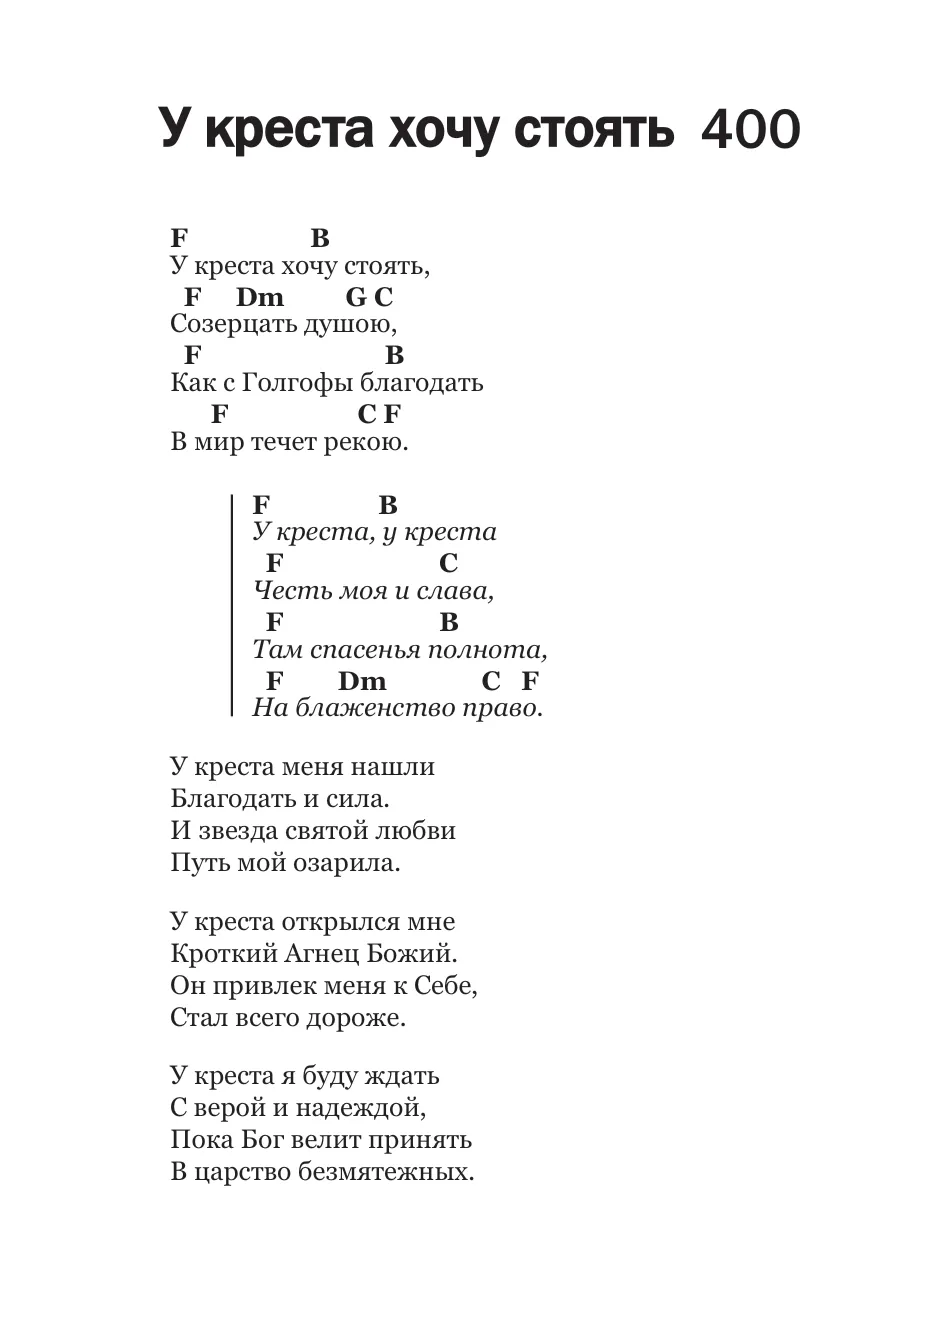 У креста хочу стоять 400
F B
У креста хочу стоять,
F Dm G C
Созерцать душою,
F B
Как с Голгофы благодать
F C F
В мир течет рекою.
F B
У креста, у креста
F C
Честь моя и слава,
F B
Там спасенья полнота,
F Dm C F
На блаженство право.
У креста меня нашли
Благодать и сила.
И звезда святой любви
Путь мой озарила.
У креста открылся мне
Кроткий Агнец Божий.
Он привлек меня к Себе,
Стал всего дороже.
У креста я буду ждать
С верой и надеждой,
Пока Бог велит принять
В царство безмятежных.